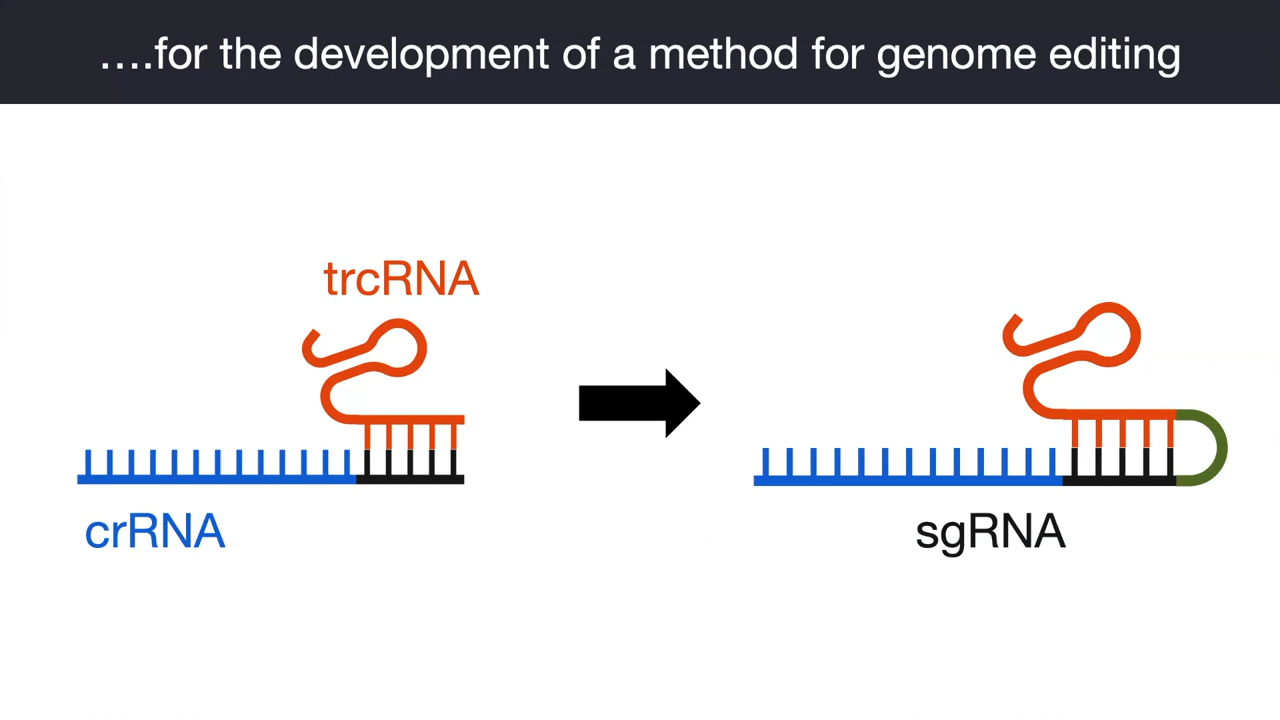 ....for the development of a method for genome editing
trcRNA
crRNA
sgRNA